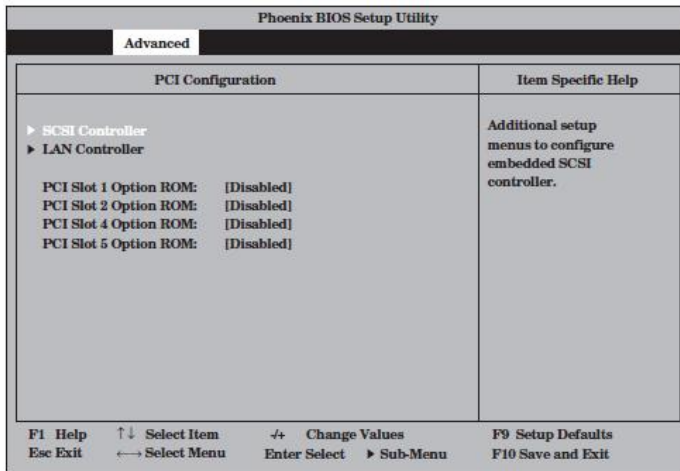 Phoenix BIOS Setup Utility
Advanced
PCI Configuration
Item Specific Help
▶ SCSI Controller
▶ LAN Controller
PCI Slot 1 Option ROM: [Disabled]
PCI Slot 2 Option ROM: [Disabled]
PCI Slot 4 Option ROM: [Disabled]
PCI Slot 5 Option ROM: [Disabled]
Additional setup
menus to configure
embedded SCSI
controller.
F1 Help ↑↓ Select Item -/+ Change Values F9 Setup Defaults
Esc Exit ←→ Select Menu Enter Select ▶ Sub-Menu F10 Save and Exit